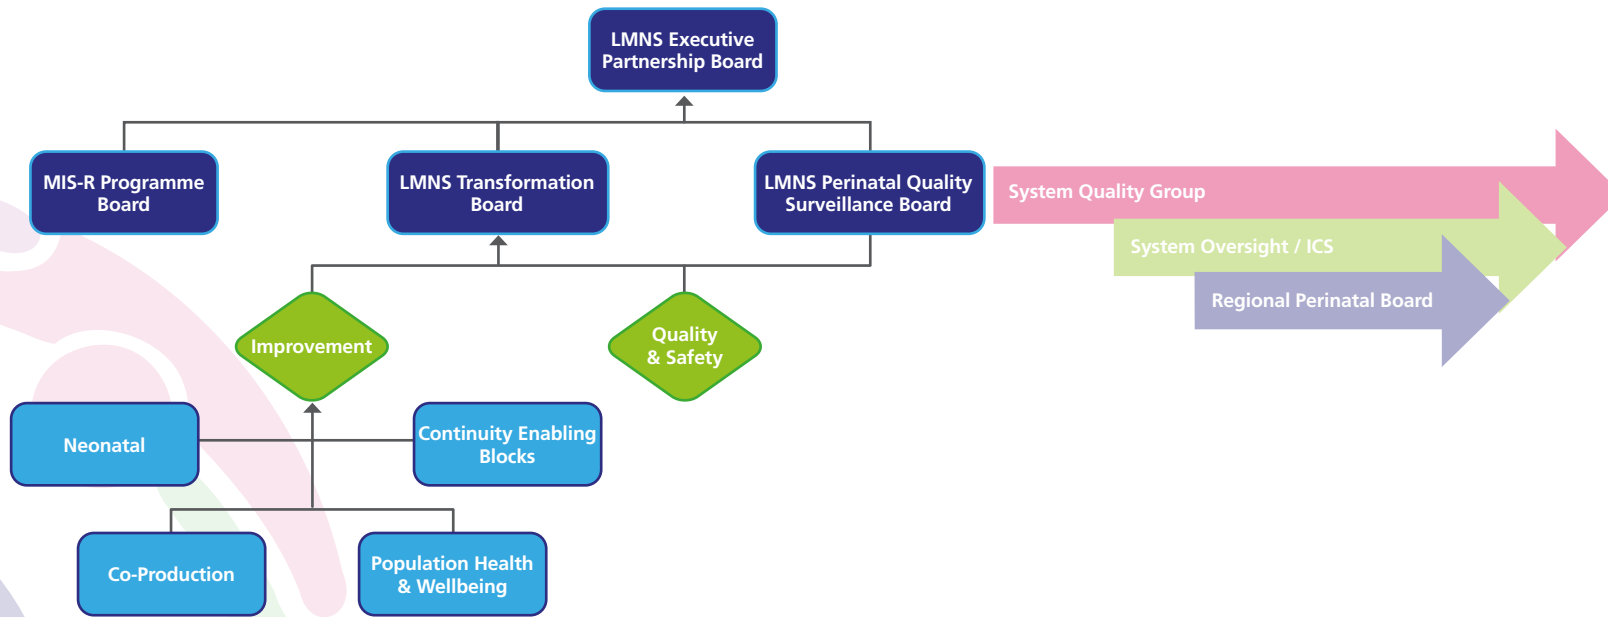 LMNS Executive
Partnership Board
MIS-R Programme
Board
LMNS Transformation
Board
LMNS Perinatal Quality
Surveillance Board
System Quality Group
System Oversight / ICS
Regional Perinatal Board
Improvement
Quality
& Safety
Neonatal
Continuity Enabling
Blocks
Co-Production
Population Health
& Wellbeing